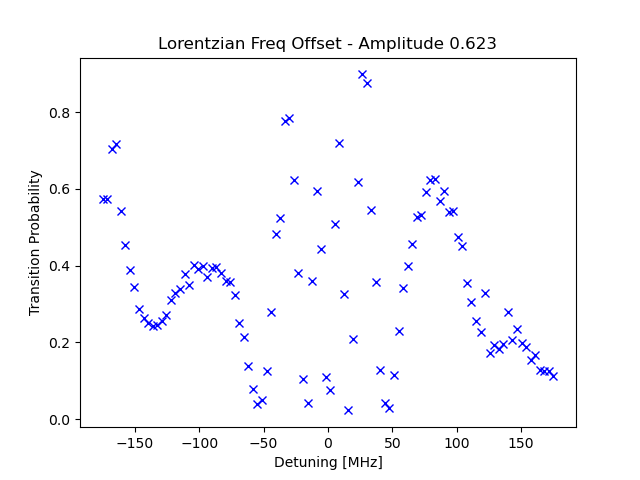 Lorentzian Freq Offset - Amplitude 0.623
Transition Probability
0.8
0.6
0.4
0.2
0.0
−150 −100 −50 0 50 100 150
Detuning [MHz]